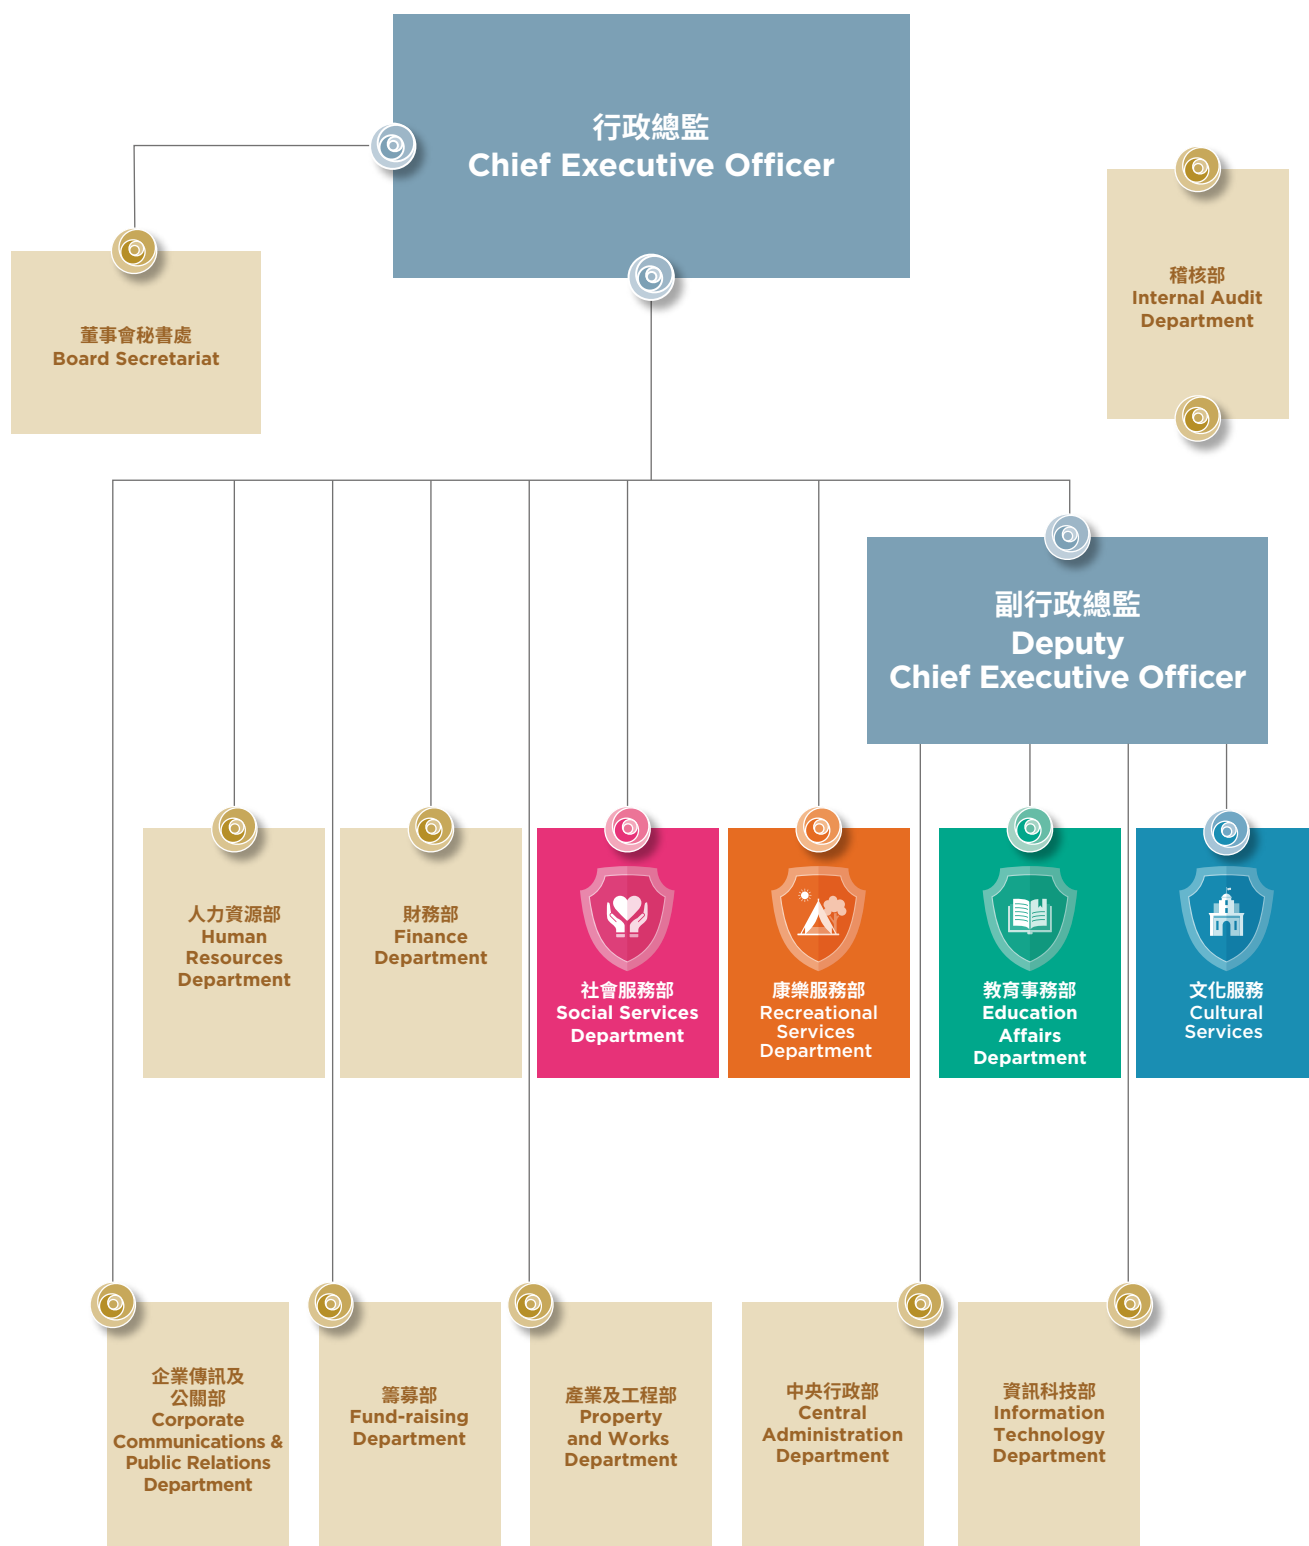 行政總監
Chief Executive Officer
稽核部
Internal Audit
Department
董事會秘書處
Board Secretariat
副行政總監
Deputy
Chief Executive Officer
人力資源部
Human
Resources
Department
財務部
Finance
Department
社會服務部
Social Services
Department
康樂服務部
Recreational
Services
Department
教育事務部
Education
Affairs
Department
文化服務
Cultural
Services
企業傳訊及
公關部
Corporate
Communications &
Public Relations
Department
籌募部
Fund-raising
Department
產業及工程部
Property
and Works
Department
中央行政部
Central
Administration
Department
資訊科技部
Information
Technology
Department